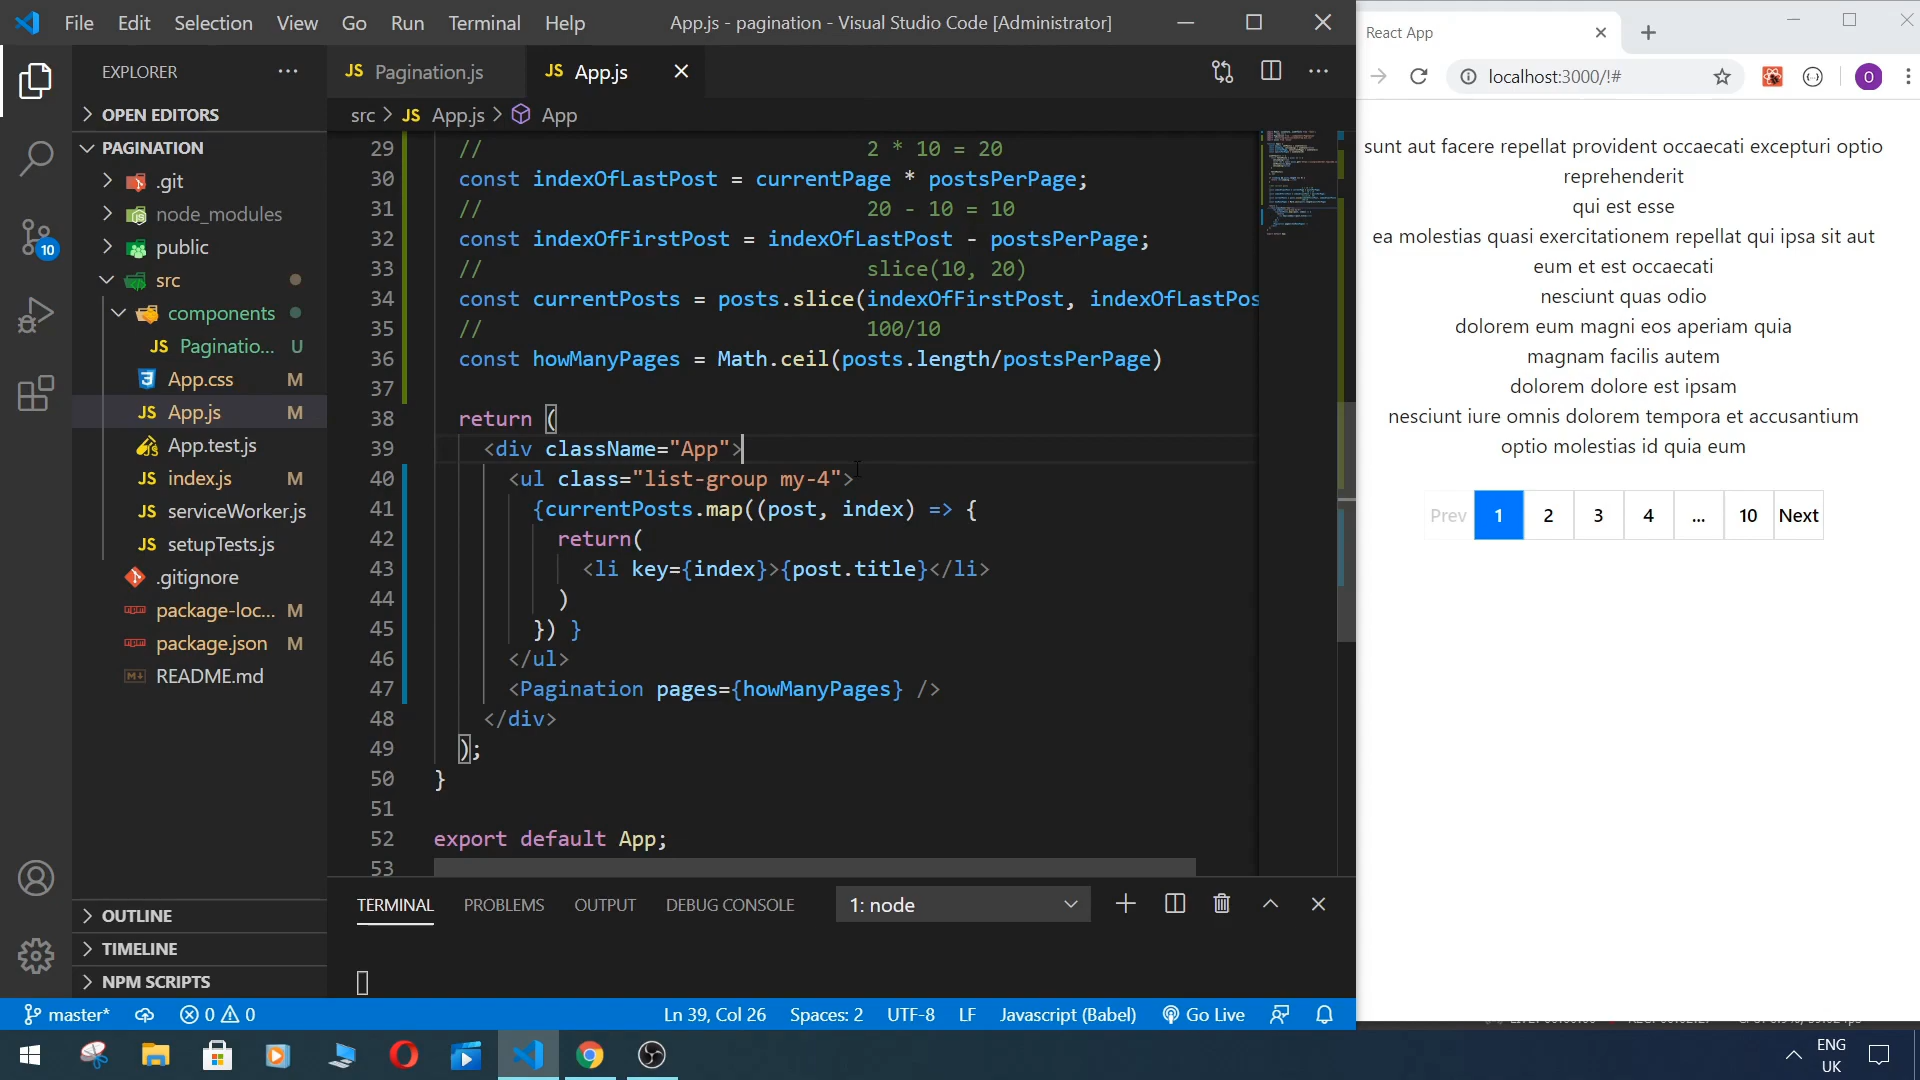 File Edit Selection View Go Run Terminal Help
App.js - pagination - Visual Studio Code [Administrator]
EXPLORER
OPEN EDITORS
PAGINATION
.git
node_modules
public
src
components
JS Paginatio... U
App.css M
JS App.js M
App.test.js
JS index.js M
JS serviceWorker.js
JS setupTests.js
.gitignore
package-loc... M
package.json M
README.md
OUTLINE
TIMELINE
NPM SCRIPTS
10
JS Pagination.js
JS App.js
src > JS App.js > App
29 // 2 * 10 = 20
30 const indexOfLastPost = currentPage * postsPerPage;
31 // 20 - 10 = 10
32 const indexOfFirstPost = indexOfLastPost - postsPerPage;
33 // slice(10, 20)
34 const currentPosts = posts.slice(indexOfFirstPost, indexOfLastPos
35 // 100/10
36 const howManyPages = Math.ceil(posts.length/postsPerPage)
37
38 return (
39 <div className="App">
40 <ul class="list-group my-4">
41 {currentPosts.map((post, index) => {
42 return(
43 <li key={index}>{post.title}</li>
44 )
45 }) }
46 </ul>
47 <Pagination pages={howManyPages} />
48 </div>
49 );
50 }
51
52 export default App;
53
TERMINAL PROBLEMS OUTPUT DEBUG CONSOLE
1: node
master* 0 0
Ln 39, Col 26 Spaces: 2 UTF-8 LF Javascript (Babel) Go Live
React App
localhost:3000/!#
O
sunt aut facere repellat provident occaecati excepturi optio
reprehenderit
qui est esse
ea molestias quasi exercitationem repellat qui ipsa sit aut
eum et est occaecati
nesciunt quas odio
dolorem eum magni eos aperiam quia
magnam facilis autem
dolorem dolore est ipsam
nesciunt iure omnis dolorem tempora et accusantium
optio molestias id quia eum
Prev 1 2 3 4 ... 10 Next
ENG
UK